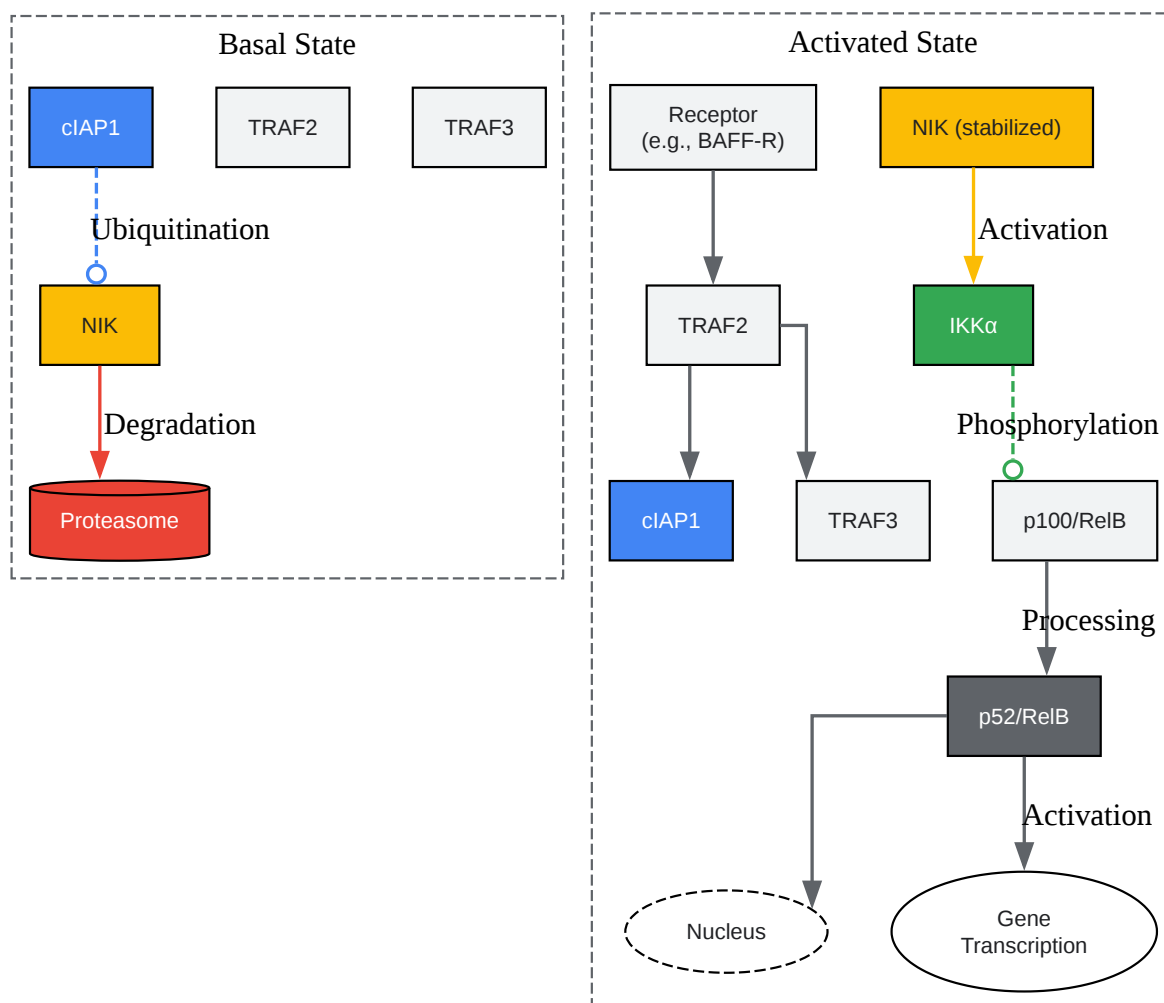 Basal State
cIAP1
TRAF2
TRAF3
Ubiquitination
NIK
Degradation
Proteasome
Activated State
Receptor
(e.g., BAFF-R)
NIK (stabilized)
Activation
TRAF2
IKKα
Phosphorylation
cIAP1
TRAF3
p100/RelB
Processing
p52/RelB
Activation
Nucleus
Gene
Transcription